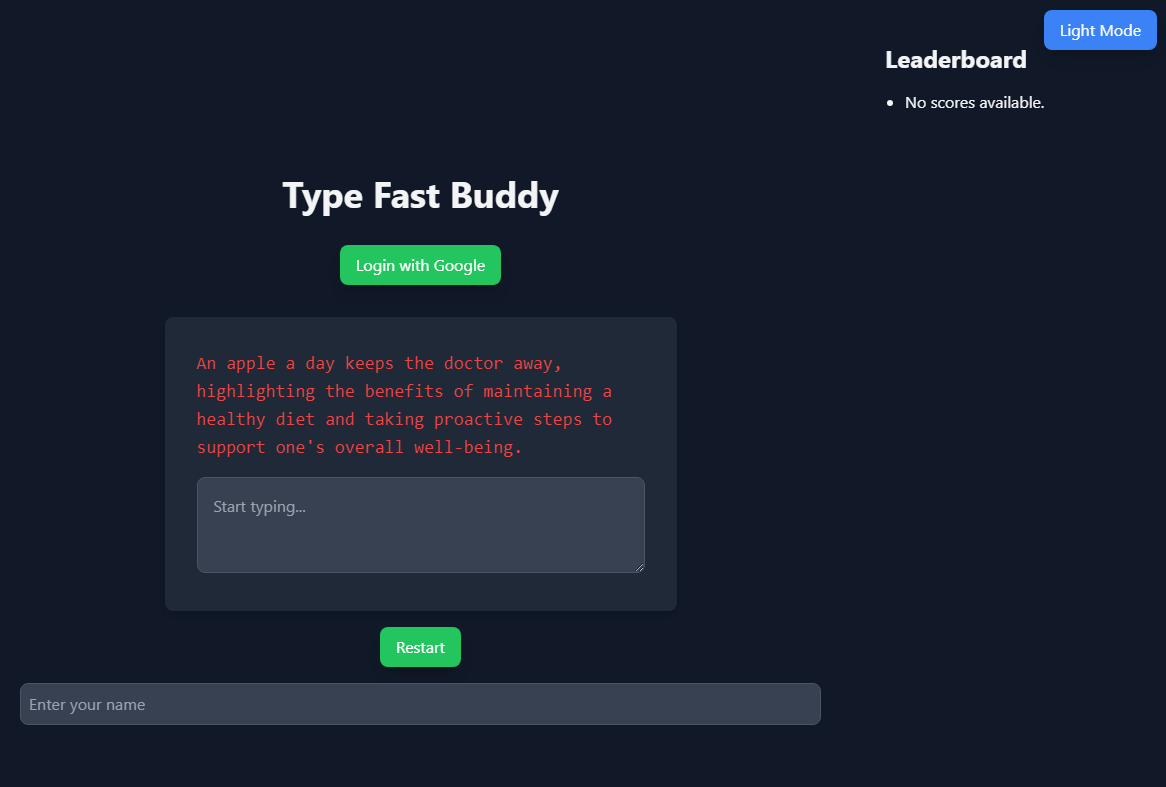 Light Mode
Leaderboard
No scores available.
Type Fast Buddy
Login with Google
An apple a day keeps the doctor away,
highlighting the benefits of maintaining a
healthy diet and taking proactive steps to
support one's overall well-being.
Start typing...
Restart
Enter your name